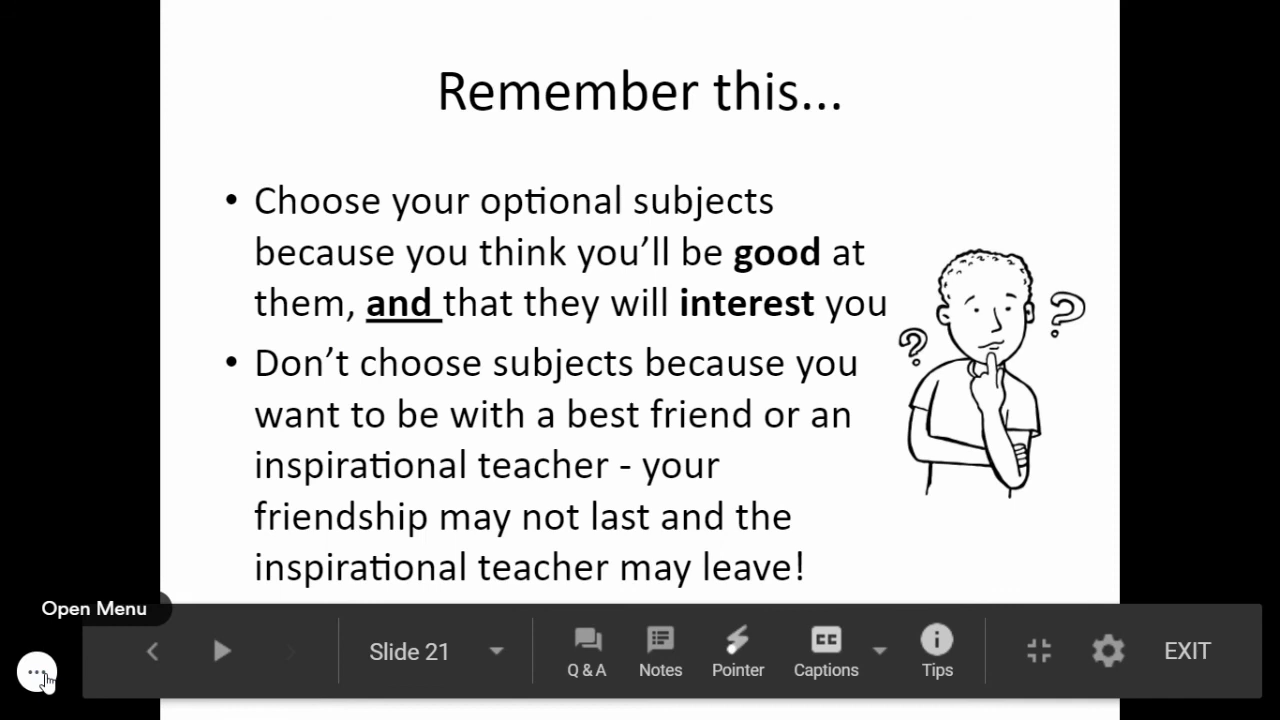 Remember this...
• Choose your optional subjects
because you think you’ll be good at
them, and that they will interest you
• Don’t choose subjects because you
want to be with a best friend or an
inspirational teacher - your
friendship may not last and the
inspirational teacher may leave!
? ?
Open Menu
Slide 21
Q & A Notes Pointer CC Captions Tips EXIT